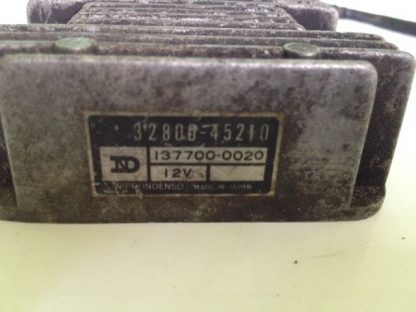 32800-45210
ND 137700-0020
12V
NIPPONDENSO MADE IN JAPAN